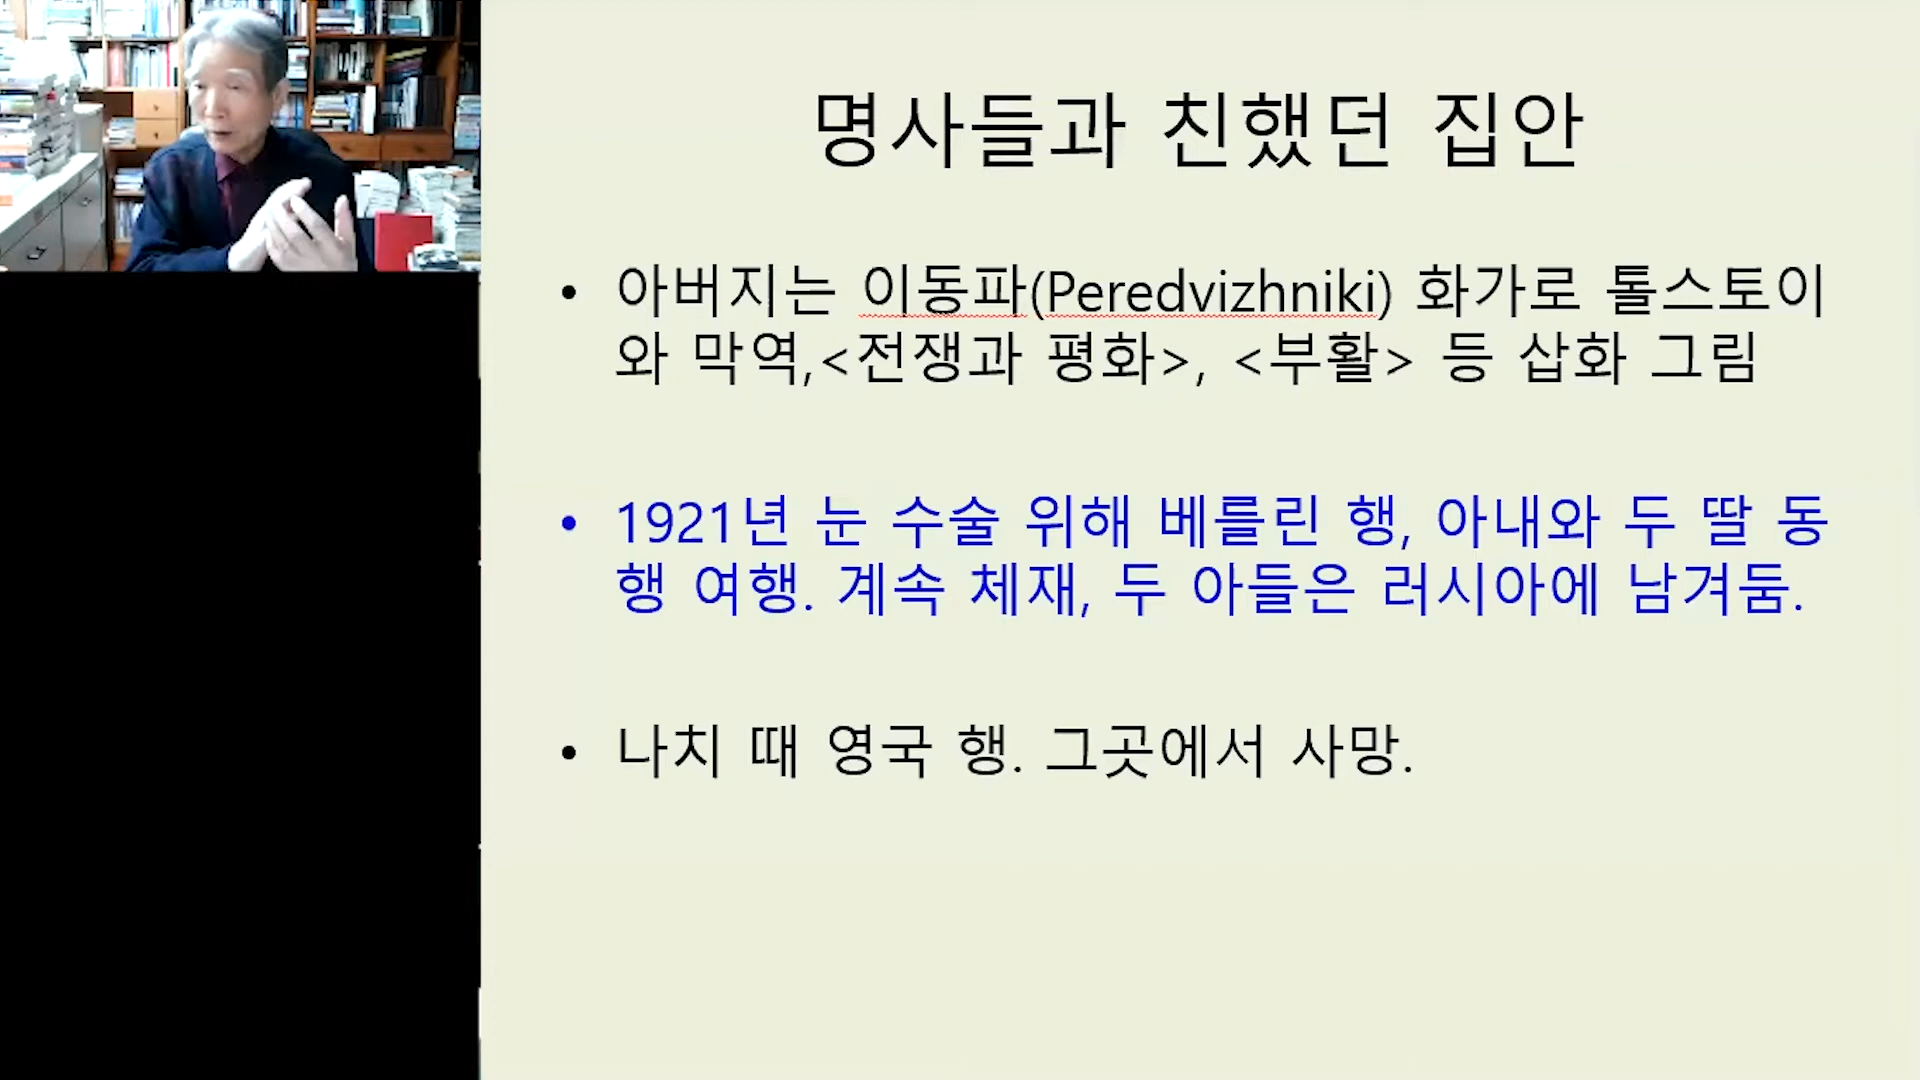 명사들과 친했던 집안
• 아버지는 이동파(Peredvizhniki) 화가로 톨스토이
와 막역,<전쟁과 평화>, <부활> 등 삽화 그림
• 1921년 눈 수술 위해 베를린 행, 아내와 두 딸 동
행 여행. 계속 체재, 두 아들은 러시아에 남겨둠.
• 나치 때 영국 행. 그곳에서 사망.